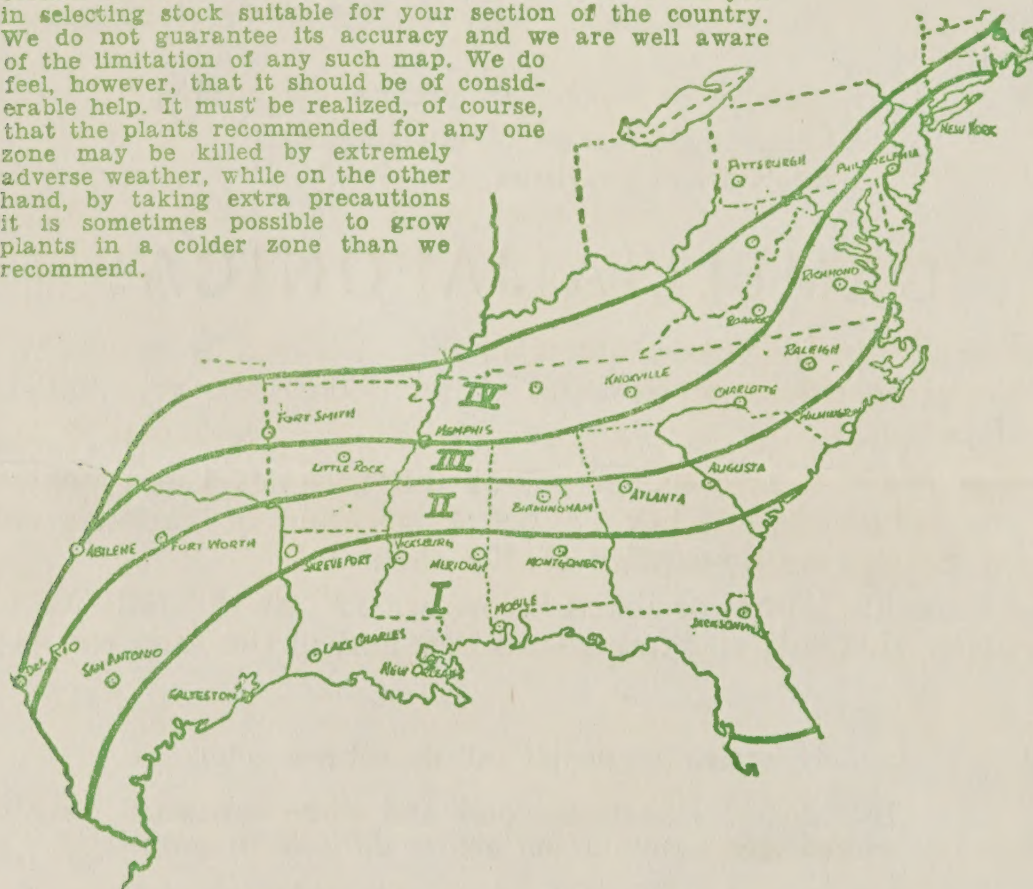 in selecting stock suitable for your section of the country.
We do not guarantee its accuracy and we are well aware
of the limitation of any such map. We do
feel, however, that it should be of consid-
erable help. It must be realized, of course,
that the plants recommended for any one
zone may be killed by extremely
adverse weather, while on the other
hand, by taking extra precautions
it is sometimes possible to grow
plants in a colder zone than we
recommend.
NEW YORK
PITTSBURGH
PHILADELPHIA
RICHMOND
ROANOKE
RALEIGH
KNOXVILLE
CHARLOTTE
IV
FORT SMITH
WILMINGTON
MEMPHIS
LITTLE ROCK
III
AUGUSTA
ATLANTA
II
BIRMINGHAM
ABILENE
FORT WORTH
SREVEPORT
VICKSBURG
MERIDIAN
MONTGOMERY
I
MOBILE
JACKSONVILLE
DEL RIO
SAN ANTONIO
LAKE CHARLES
NEW ORLEANS
GALVESTON